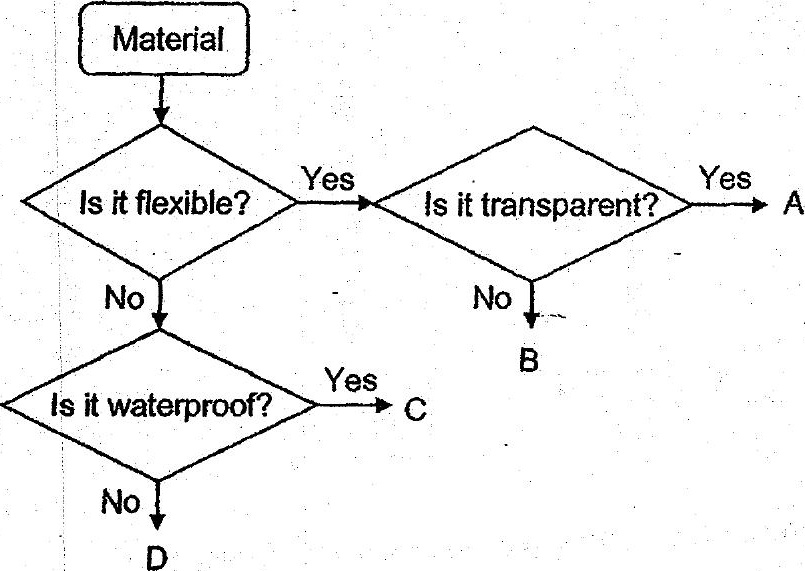 Material
Is it flexible?
Yes
Is it transparent?
Yes
A
No
B
No
Is it waterproof?
Yes
C
No
D